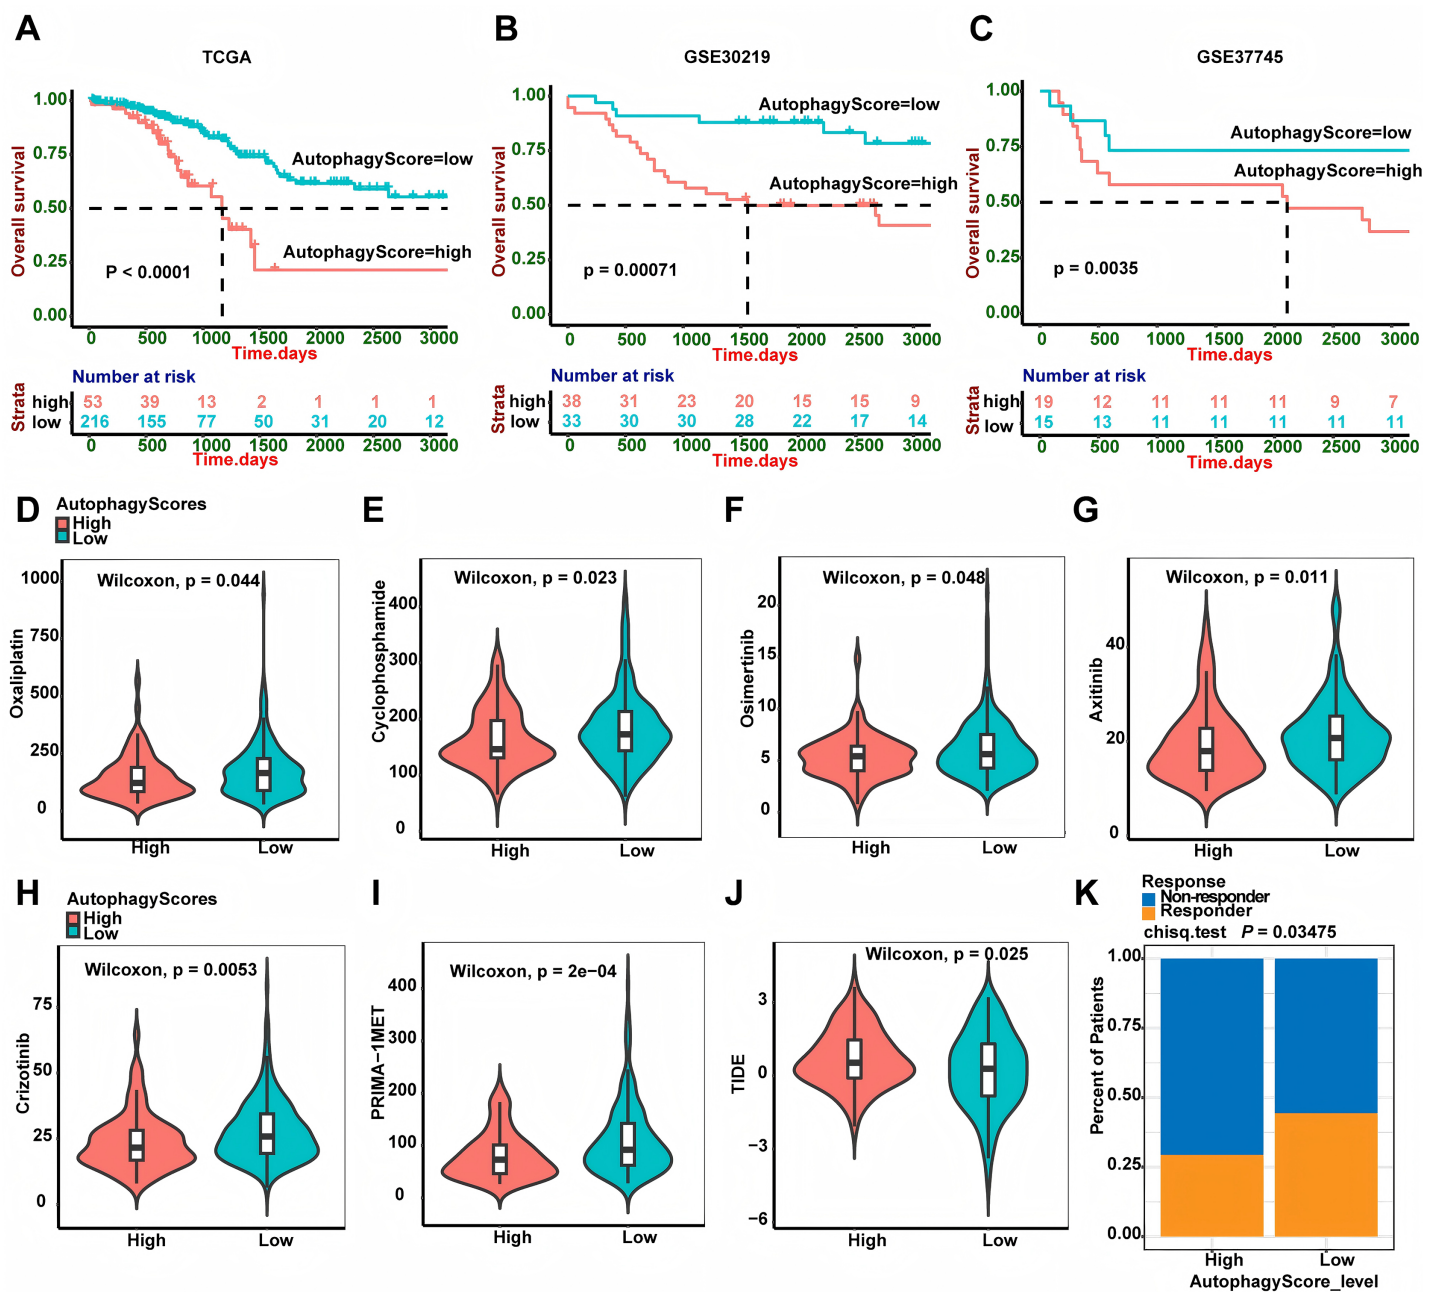 A
TCGA
Overall survival
1.00
0.75
0.50
0.25
0.00
AutophagyScore=low
AutophagyScore=high
P < 0.0001
0 500 1000 1500 2000 2500 3000
Time.days
Number at risk
Strata
high 53 39 13 2 1 1 1
low 216 155 77 50 31 20 12
0 500 1000 1500 2000 2500 3000
Time.days
B
GSE30219
Overall survival
1.00
0.75
0.50
0.25
0.00
AutophagyScore=low
AutophagyScore=high
p = 0.00071
0 500 1000 1500 2000 2500 3000
Time.days
Number at risk
Strata
high 38 31 23 20 15 15 9
low 33 30 30 28 22 17 14
0 500 1000 1500 2000 2500 3000
Time.days
C
GSE37745
Overall survival
1.00
0.75
0.50
0.25
0.00
AutophagyScore=low
AutophagyScore=high
p = 0.0035
0 500 1000 1500 2000 2500 3000
Time.days
Number at risk
Strata
high 19 12 11 11 11 9 7
low 15 13 11 11 11 11 11
0 500 1000 1500 2000 2500 3000
Time.days
D
AutophagyScores
High
Low
Wilcoxon, p = 0.044
Oxaliplatin
1000
750
500
250
0
High Low
E
Wilcoxon, p = 0.023
Cyclophosphamide
400
300
200
100
0
High Low
F
Wilcoxon, p = 0.048
Osimertinib
20
15
10
5
0
High Low
G
Wilcoxon, p = 0.011
Axitinib
40
20
0
High Low
H
AutophagyScores
High
Low
Wilcoxon, p = 0.0053
Crizotinib
75
50
25
0
High Low
I
Wilcoxon, p = 2e−04
PRIMA−1MET
400
300
200
100
0
High Low
J
Wilcoxon, p = 0.025
TIDE
3
0
−3
−6
High Low
K
Response
Non-responder
Responder
chisq.test P = 0.03475
Percent of Patients
1.00
0.75
0.50
0.25
0.00
High Low
AutophagyScore_level